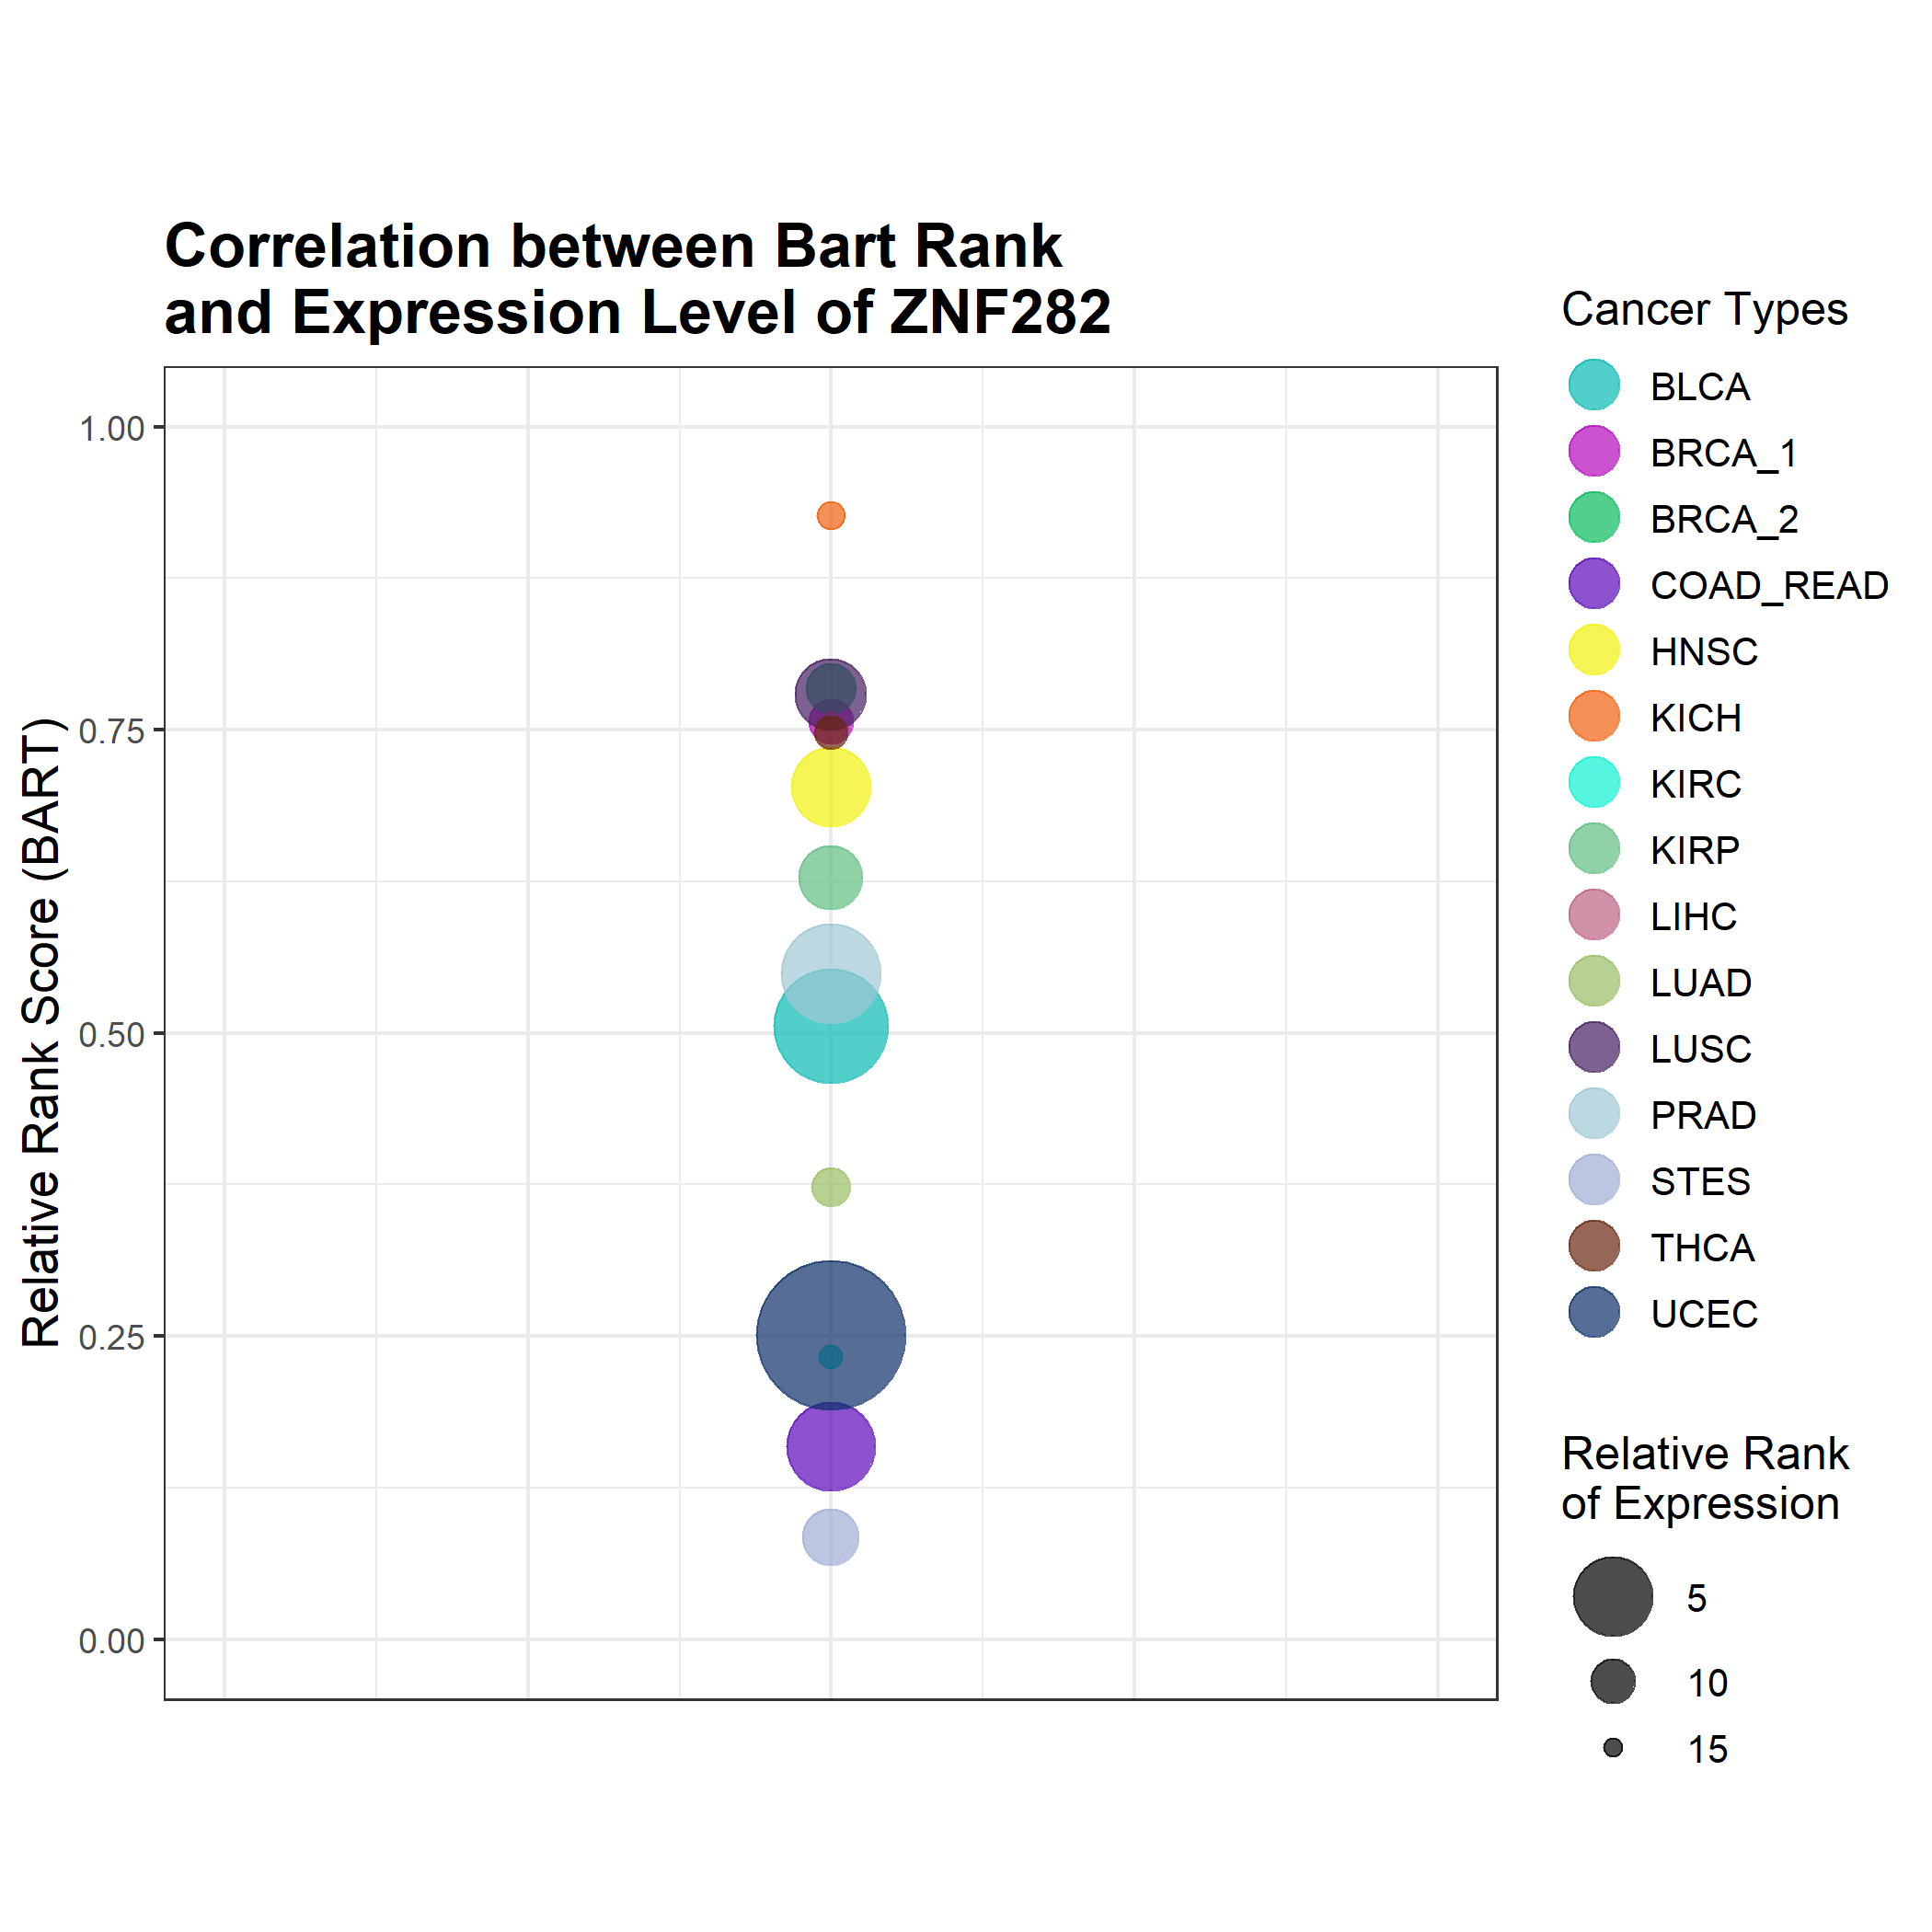 Correlation between Bart Rank
and Expression Level of ZNF282
Relative Rank Score (BART)
1.00
0.75
0.50
0.25
0.00
Cancer Types
BLCA
BRCA_1
BRCA_2
COAD_READ
HNSC
KICH
KIRC
KIRP
LIHC
LUAD
LUSC
PRAD
STES
THCA
UCEC
Relative Rank
of Expression
5
10
15